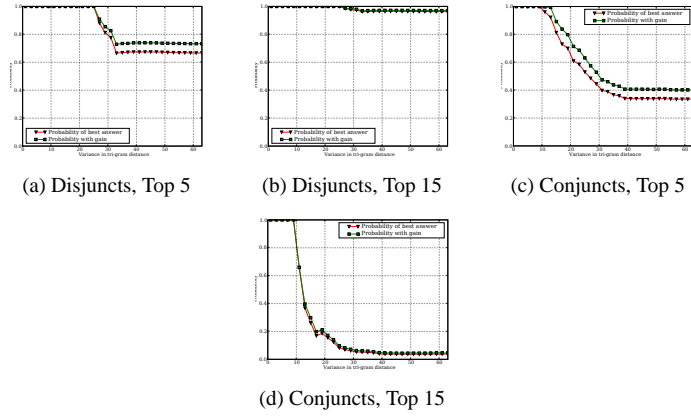 1.0
0.8
0.6
0.4
0.2
0.0
Probability of best answer
Probability with gain
0 10 20 30 40 50 60
Variance in tri-gram distance
(a) Disjuncts, Top 5
1.0
0.8
0.6
0.4
0.2
0.0
Probability of best answer
Probability with gain
0 10 20 30 40 50 60
Variance in tri-gram distance
(b) Disjuncts, Top 15
1.0
Probability of best answer
Probability with gain
0.8
0.6
0.4
0.2
0.0
0 10 20 30 40 50 60
Variance in tri-gram distance
(c) Conjuncts, Top 5
1.0
Probability of best answer
Probability with gain
0.8
0.6
0.4
0.2
0.0
0 10 20 30 40 50 60
Variance in tri-gram distance
(d) Conjuncts, Top 15